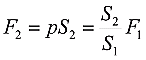 F₂ = pS₂ = S₂/S₁ F₁